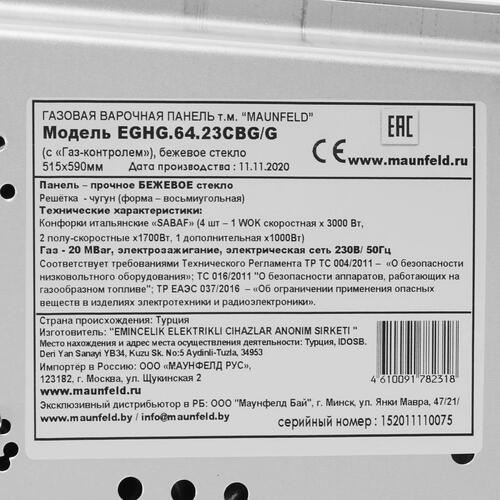 ГАЗОВАЯ ВАРОЧНАЯ ПАНЕЛЬ т.м. "MAUNFELD"
Модель EGHG.64.23CBG/G
(с «Газ-контролем»), бежевое стекло
515х590мм Дата производства : 11.11.2020
EAC
CE www.maunfeld.ru
Панель – прочное БЕЖЕВОЕ стекло
Решётка - чугун (форма – восьмиугольная)
Технические характеристики:
Конфорки итальянские «SABAF» (4 шт – 1 WOK скоростная х 3000 Вт,
2 полу-скоростные х1700Вт, 1 дополнительная х1000Вт)
Газ - 20 MBar, электрозажигание, электрическая сеть 230В/ 50Гц
Соответствует требованиями Технического Регламента ТР ТС 004/2011 – «О безопасности
низковольтного оборудования»; ТС 016/2011 "О безопасности аппаратов, работающих на
газообразном топливе"; ТР ЕАЭС 037/2016 - «Об ограничении применения опасных
веществ в изделиях электротехники и радиоэлектроники».
Страна происхождения: Турция
Изготовитель: "EMINCELIK ELEKTRIKLI CIHAZLAR ANONIM SIRKETI "
Место нахождения и адрес места осуществления деятельности: Турция, IDOSB.
Deri Yan Sanayi YB34, Kuzu Sk. No:5 Aydinli-Tuzla, 34953
Импортёр в Россию: ООО «МАУНФЕЛД РУС»,
123182, г. Москва, ул. Щукинская 2
www.maunfeld.ru
4 610091 782318
Эксклюзивный дистрибьютор в РБ: ООО "Маунфелд Бай", г. Минск, ул. Янки Мавра, 47/21/
www.maunfeld.by / info@maunfeld.by
серийный номер : 152011110075